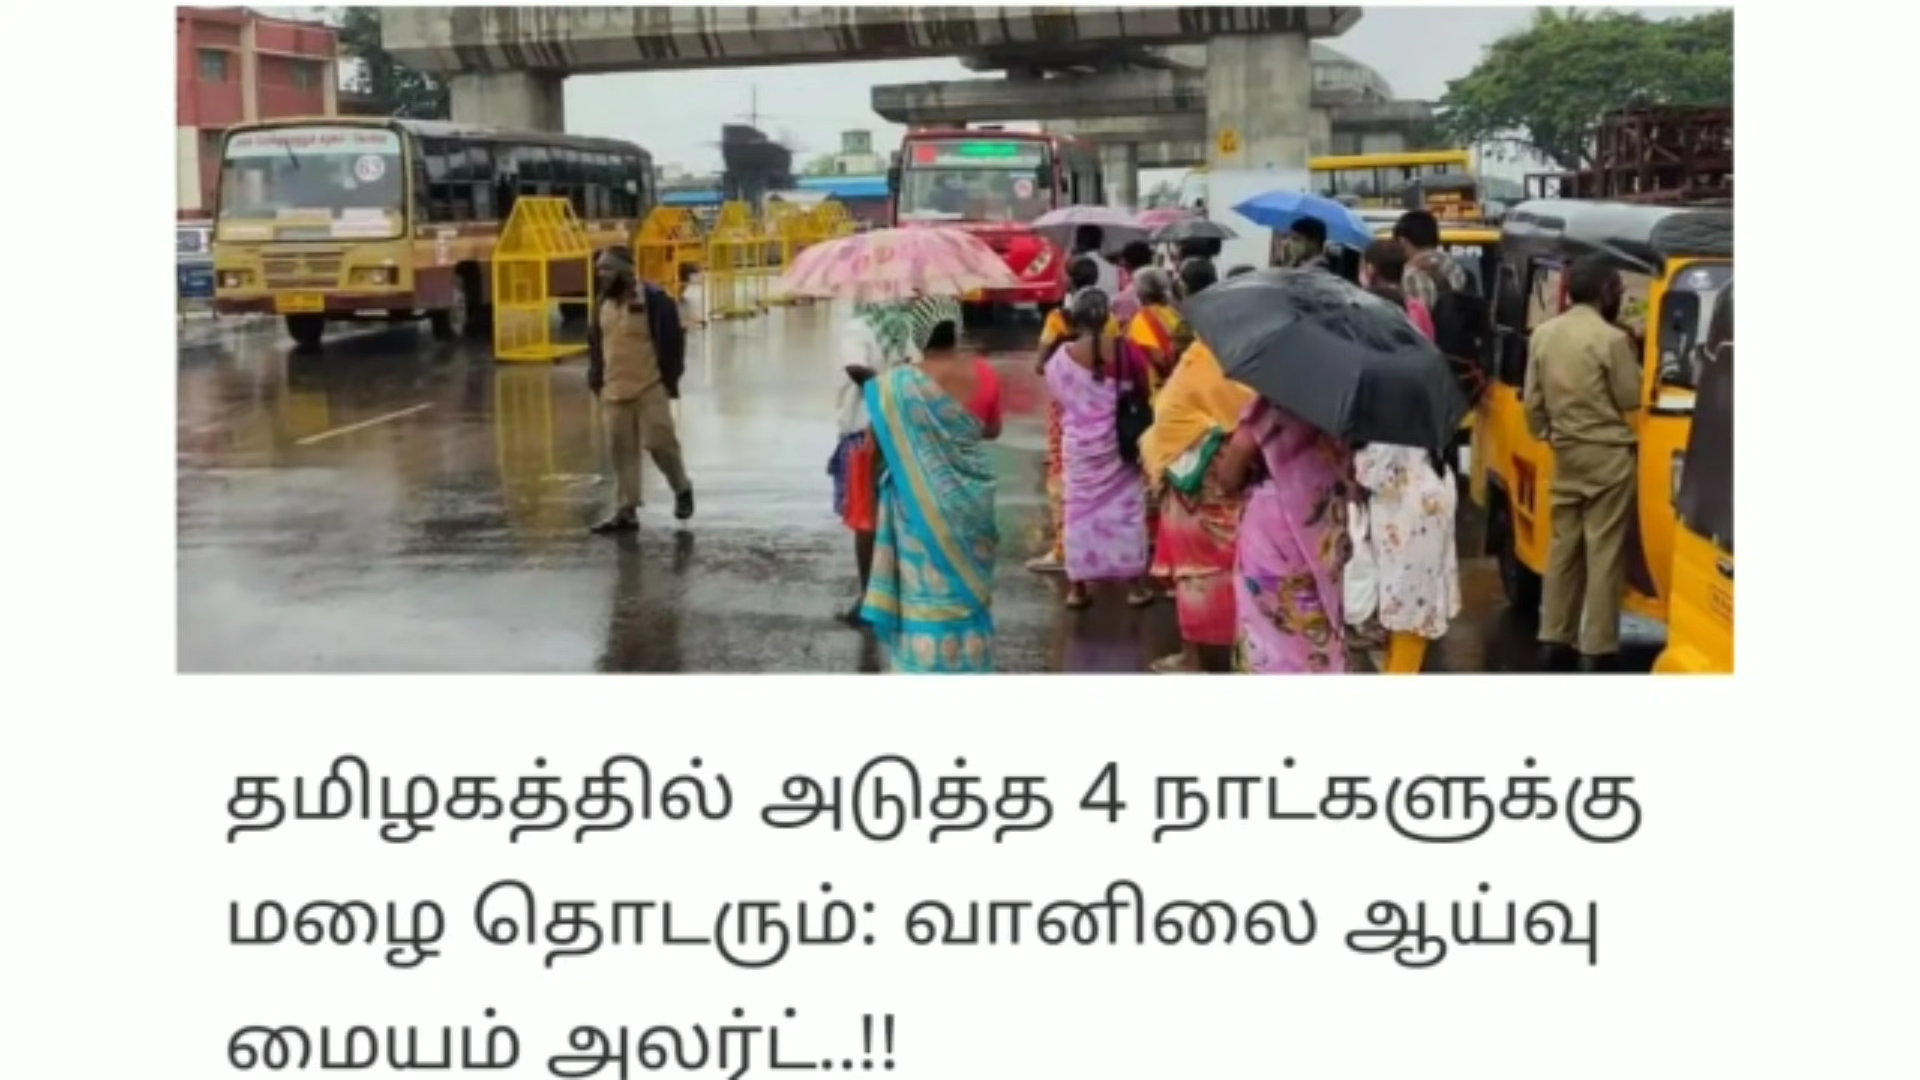 தமிழகத்தில் அடுத்த 4 நாட்களுக்கு
மழை தொடரும்: வானிலை ஆய்வு
மையம் அலர்ட்..!!